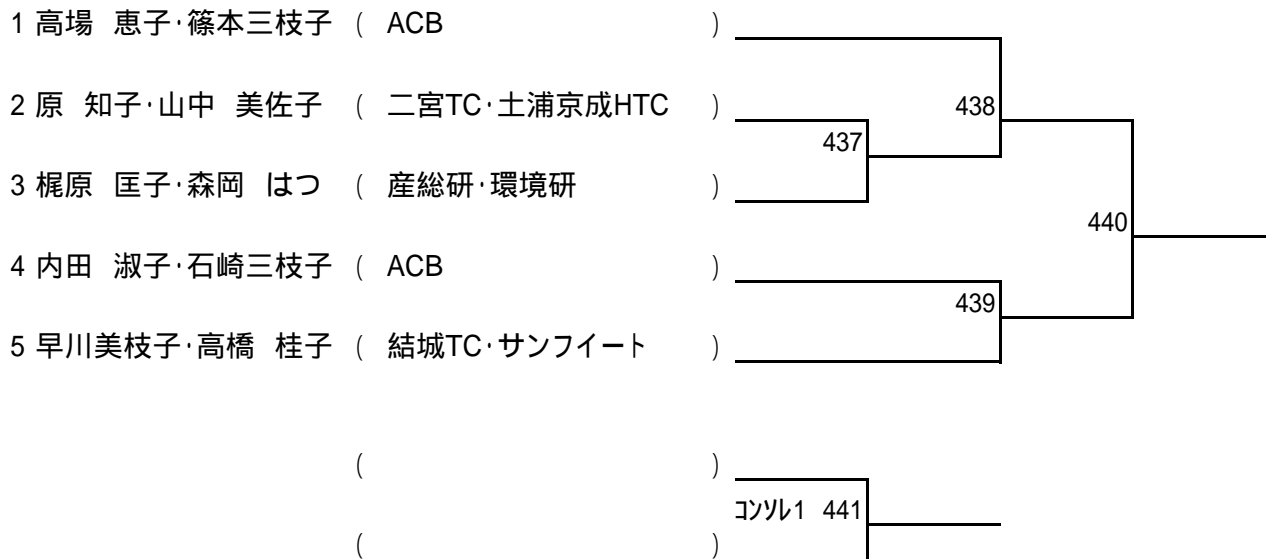 1 高場 恵子・篠本三枝子 ( ACB )
438
2 原 知子・山中 美佐子 ( 二宮TC・土浦京成HTC )
437
3 梶原 匡子・森岡 はつ ( 産総研・環境研 )
440
4 内田 淑子・石崎三枝子 ( ACB )
439
5 早川美枝子・高橋 桂子 ( 結城TC・サンフイート )
( )
コンソレ1 441
( )